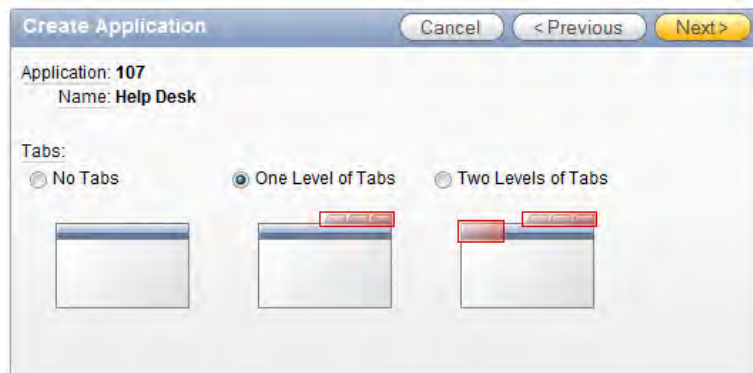 Create Application Cancel < Previous Next >
Application: 107
Name: Help Desk
Tabs:
No Tabs One Level of Tabs Two Levels of Tabs